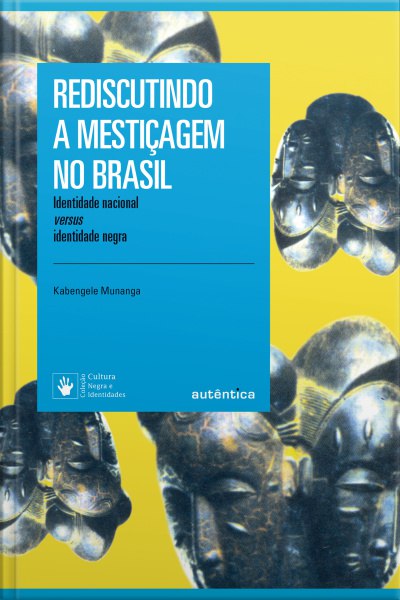 REDISCUTINDO
A MESTIÇAGEM
NO BRASIL
Identidade nacional
versus
identidade negra
Kabengele Munanga
Coleção
Cultura
Negra e
Identidades
autêntica